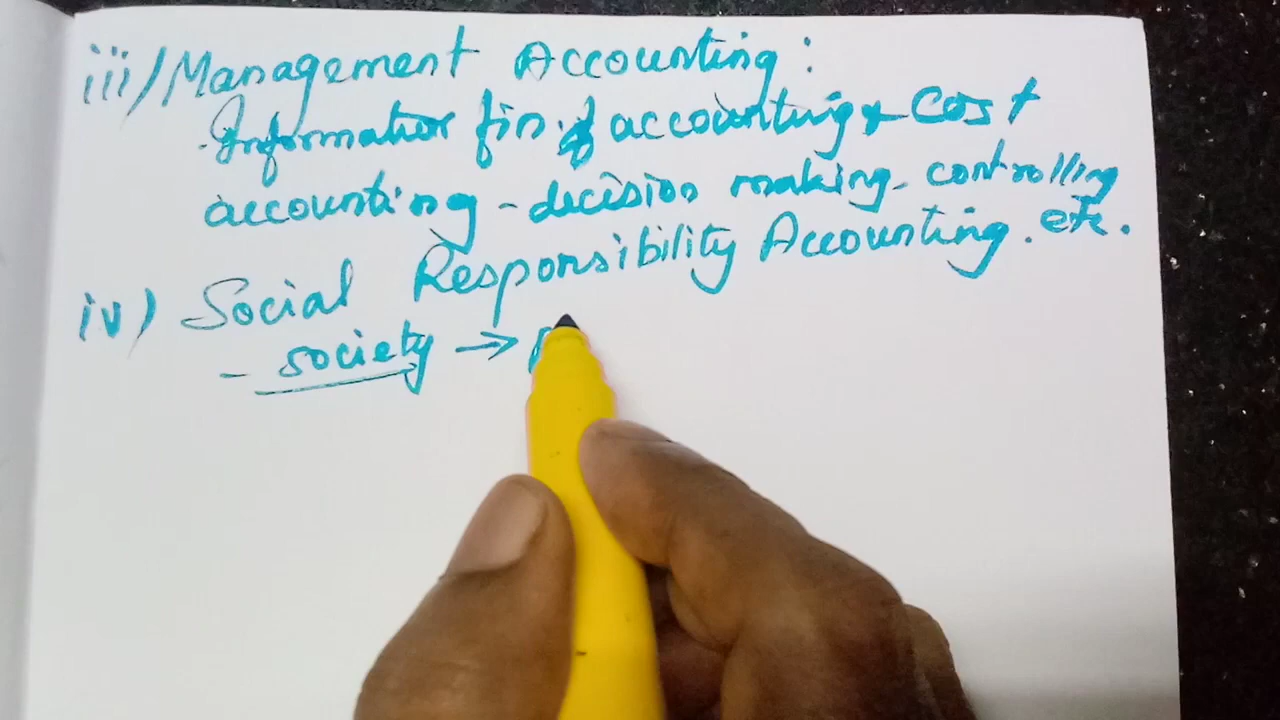 iii) Management Accounting:
Information fin. of accounting & cost
accounting - decision making - controlling
etc.
iv) Social Responsibility Accounting.
- society →